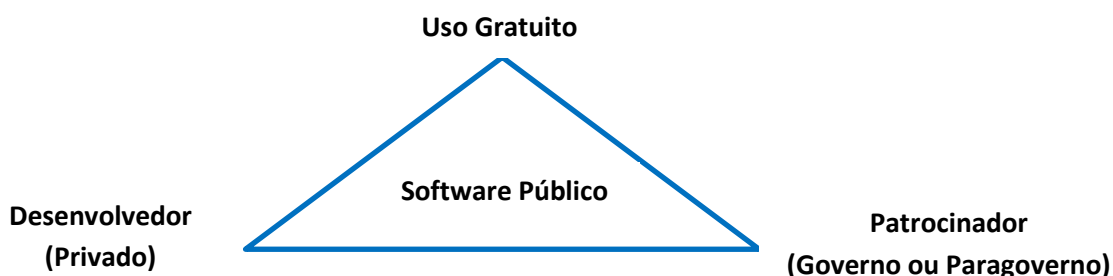 Uso Gratuito
Software Público
Desenvolvedor
(Privado)
Patrocinador
(Governo ou Paragoverno)